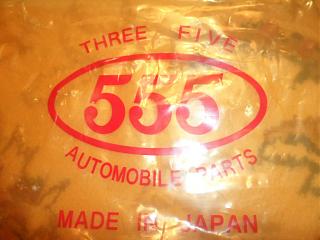 THREE FIVE
555
AUTOMOBILE PARTS
MADE IN JAPAN